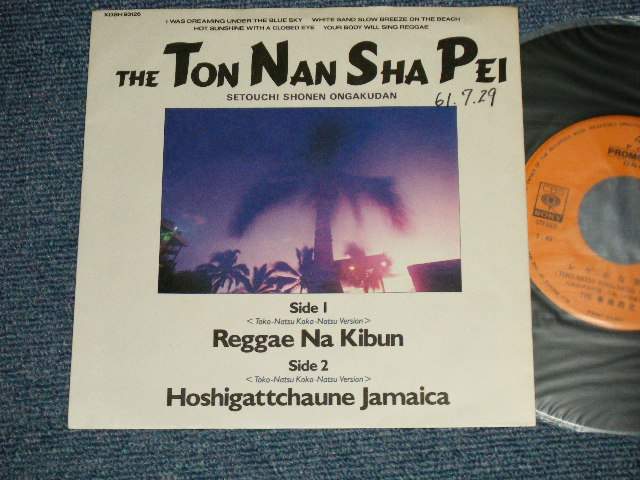 XDSH 93126
I WAS DREAMING UNDER THE BLUE SKY WHITE SAND SLOW BREEZE ON THE BEACH
HOT SUNSHINE WITH A CLOSED EYE YOUR BODY WILL SING REGGAE
THE TON NAN SHA PEI
SETOUCHI SHONEN ONGAKUDAN
61.7.29
Side 1
<Toko-Natsu Koko-Natsu Version>
Reggae Na Kibun
Side 2
<Toko-Natsu Koko-Natsu Version>
Hoshigattchaune Jamaica
PROMO
CBS
SONY
STEREO